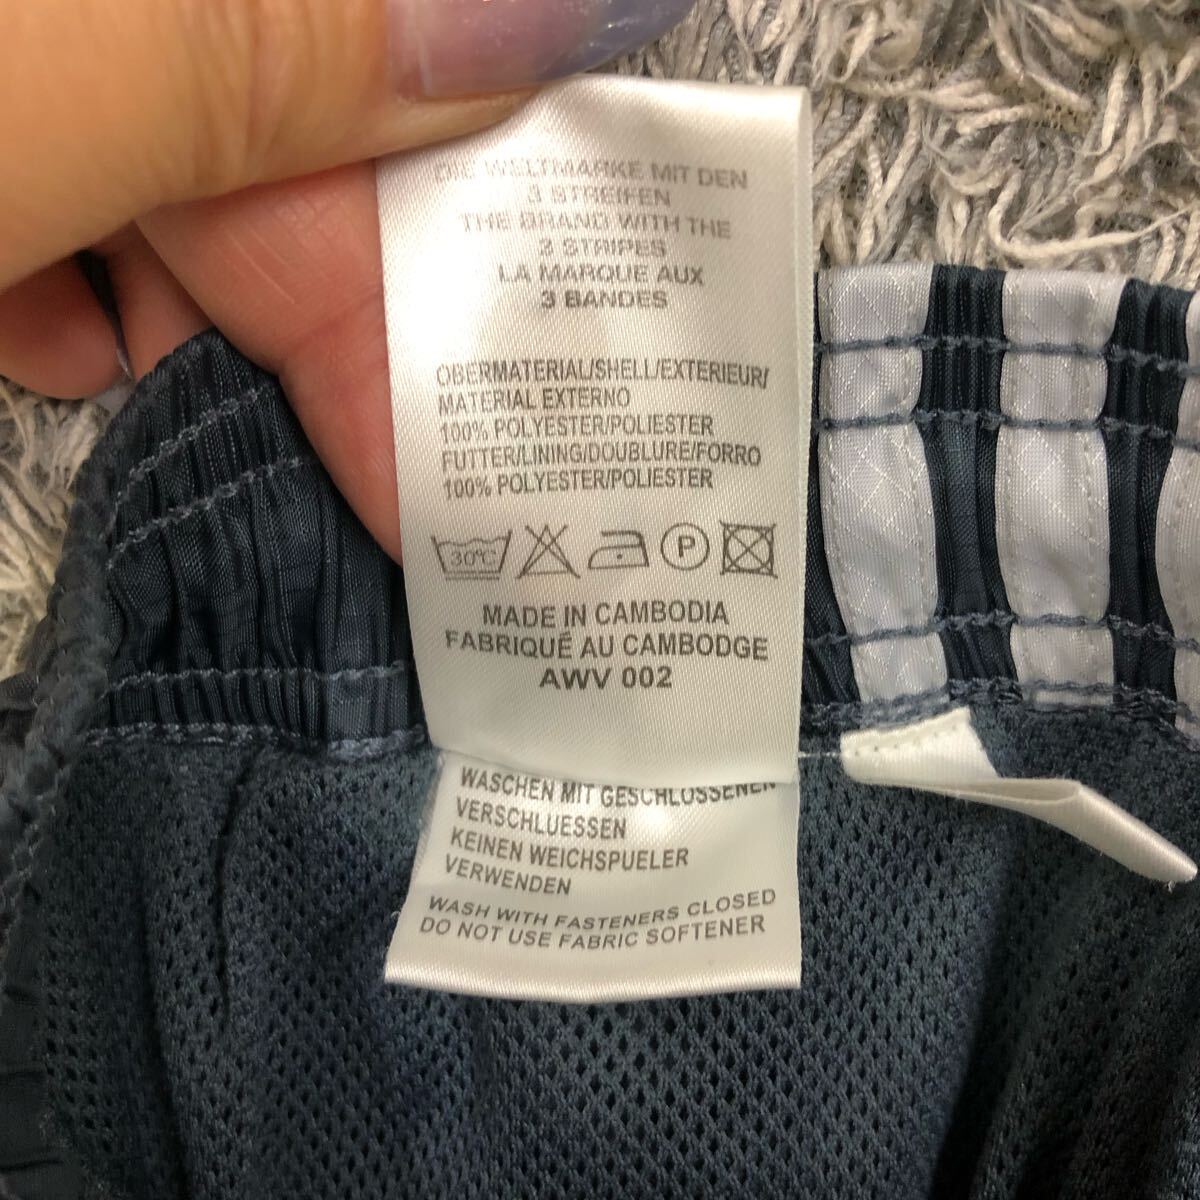 DIE WELTMARKE MIT DEN
3 STREIFEN
THE BRAND WITH THE
3 STRIPES
LA MARQUE AUX
3 BANDES
OBERMATERIAL/SHELL/EXTERIEUR/
MATERIAL EXTERNO
100% POLYESTER/POLIESTER
FUTTER/LINING/DOUBLURE/FORRO
100% POLYESTER/POLIESTER
30°C P
MADE IN CAMBODIA
FABRIQUÉ AU CAMBODGE
AWV 002
WASCHEN MIT GESCHLOSSENEN
VERSCHLUESSEN
KEINEN WEICHSPUELER
VERWENDEN
WASH WITH FASTENERS CLOSED
DO NOT USE FABRIC SOFTENER